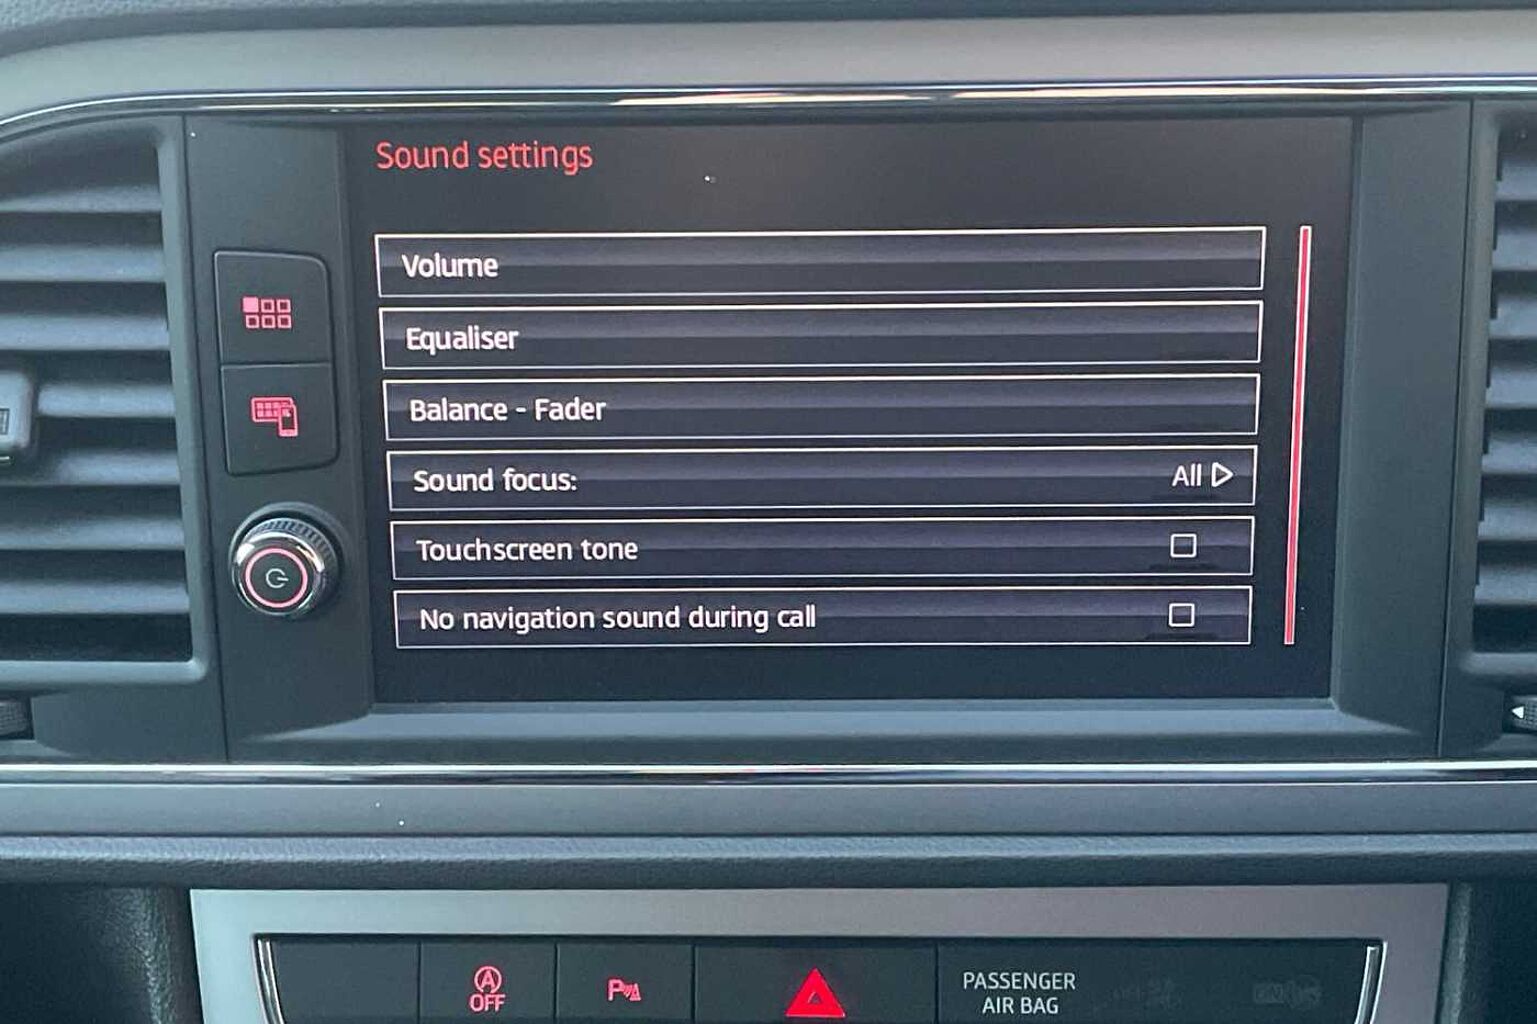 Sound settings
Volume
Equaliser
Balance - Fader
Sound focus: All
Touchscreen tone
No navigation sound during call
A
OFF
P
PASSENGER
AIR BAG